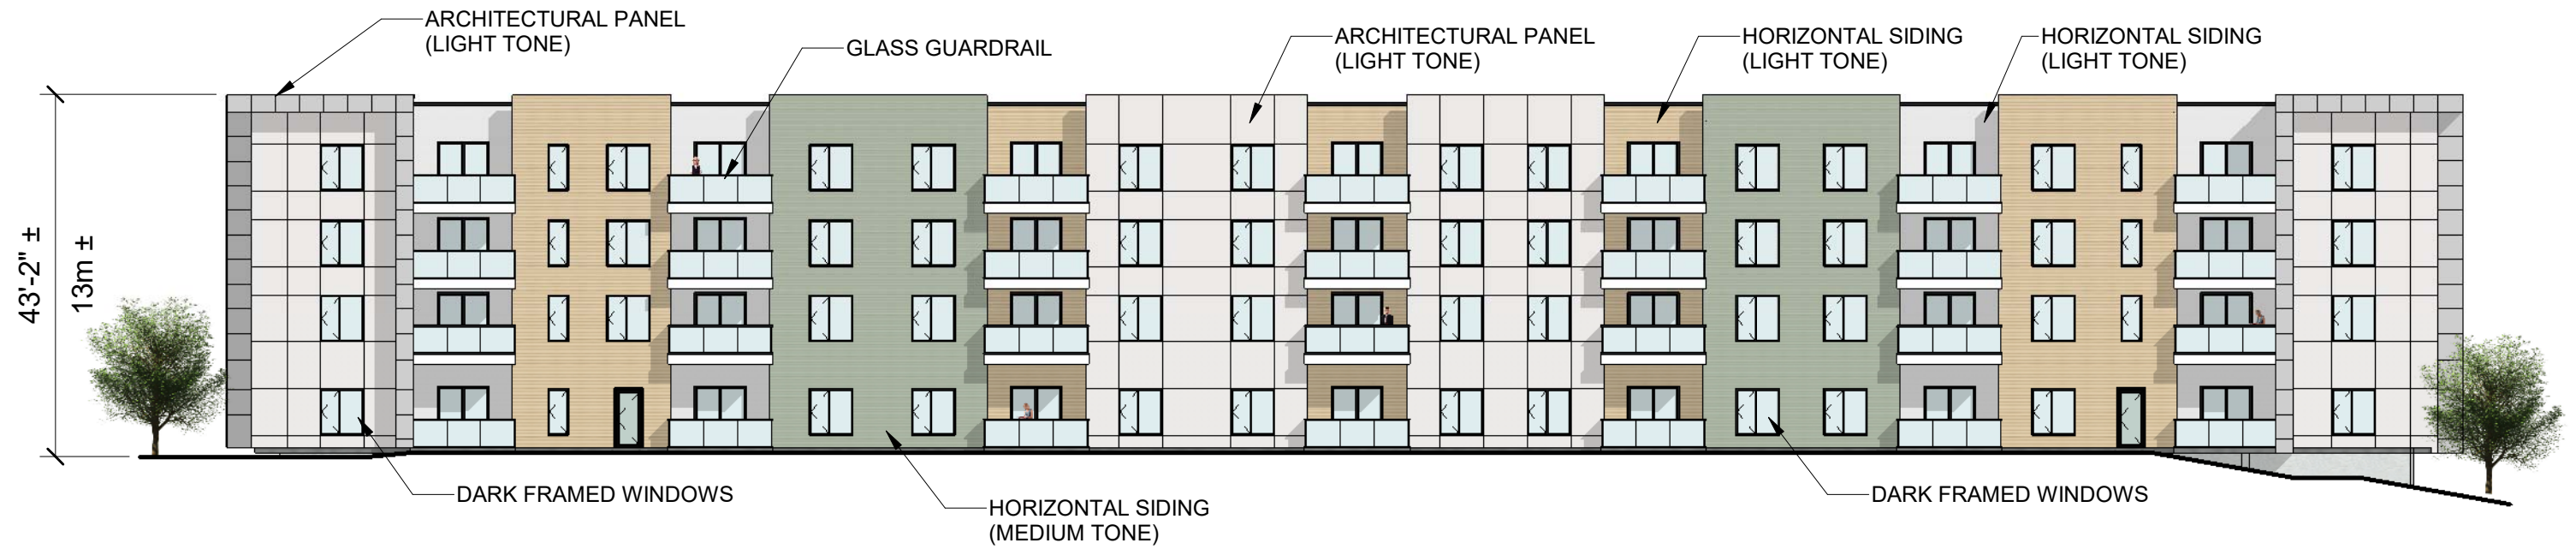 ARCHITECTURAL PANEL
(LIGHT TONE)
GLASS GUARDRAIL
ARCHITECTURAL PANEL
(LIGHT TONE)
HORIZONTAL SIDING
(LIGHT TONE)
HORIZONTAL SIDING
(LIGHT TONE)
43'-2" ±
13m ±
DARK FRAMED WINDOWS
HORIZONTAL SIDING
(MEDIUM TONE)
DARK FRAMED WINDOWS